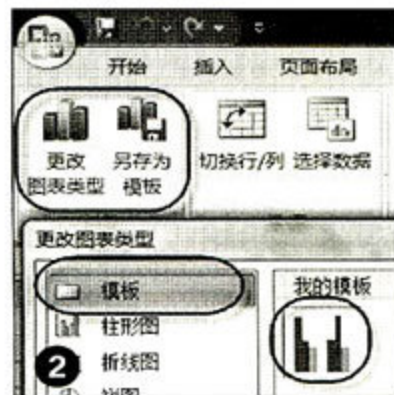 开始 插入 页面布局
更改 另存为 切换行/列 选择数据
图表类型 模板
更改图表类型
模板 我的模板
柱形图
2 折线图
饼图